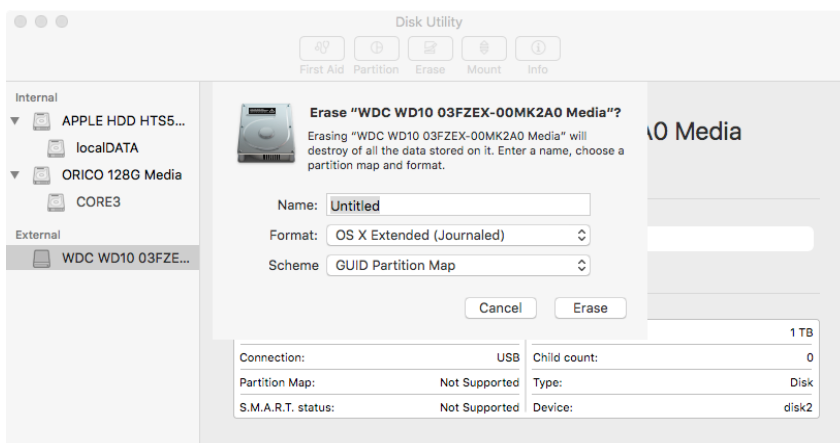 Disk Utility
First Aid Partition Erase Mount Info
Internal
APPLE HDD HTS5...
localDATA
ORICO 128G Media
CORE3
External
WDC WD10 03FZE...
Erase “WDC WD10 03FZEX-00MK2A0 Media”?
Erasing “WDC WD10 03FZEX-00MK2A0 Media” will
destroy of all the data stored on it. Enter a name, choose a
partition map and format.
Name: Untitled
Format: OS X Extended (Journaled)
Scheme GUID Partition Map
Cancel Erase
A0 Media
1 TB
Connection: USB Child count: 0
Partition Map: Not Supported Type: Disk
S.M.A.R.T. status: Not Supported Device: disk2